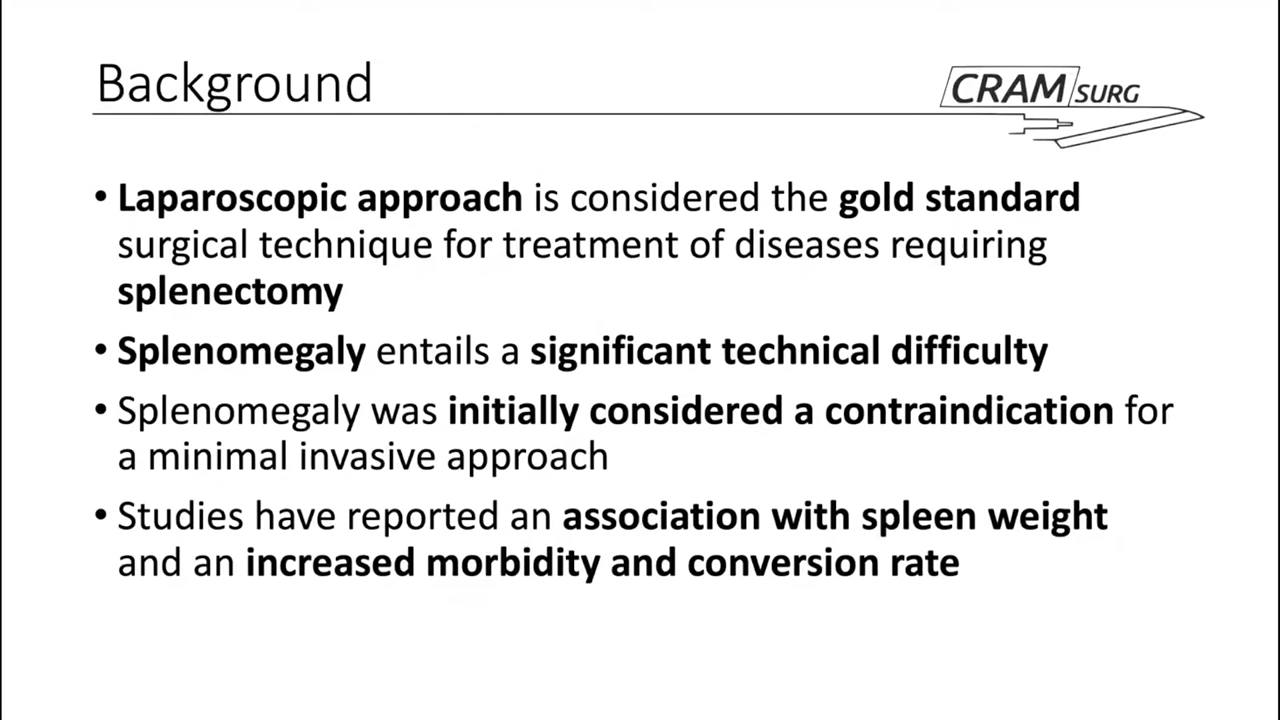 Background
CRAM SURG
• Laparoscopic approach is considered the gold standard
surgical technique for treatment of diseases requiring
splenectomy
• Splenomegaly entails a significant technical difficulty
• Splenomegaly was initially considered a contraindication for
a minimal invasive approach
• Studies have reported an association with spleen weight
and an increased morbidity and conversion rate